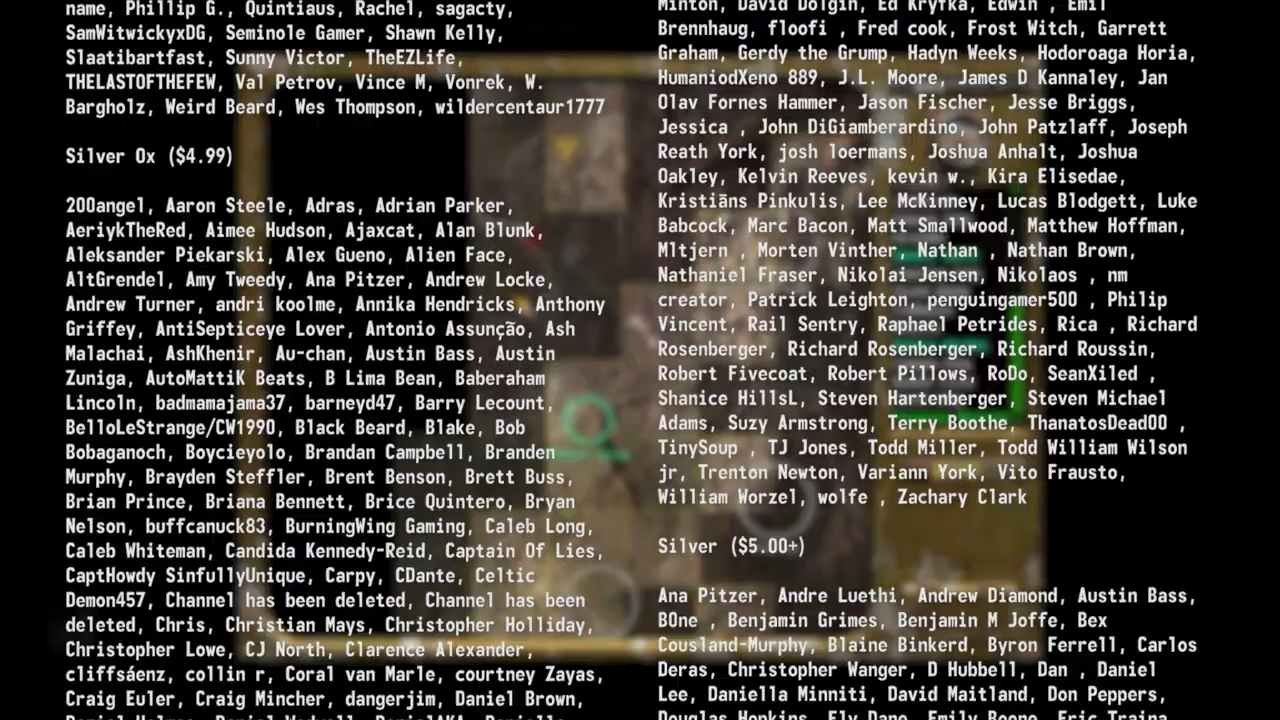 name, Phillip G., Quintiaus, Rachel, sagacty,
SamWitwickyxDG, Seminole Gamer, Shawn Kelly,
Slaatibartfast, Sunny Victor, TheEZLife,
THELASTOFTHEFEW, Val Petrov, Vince M, Vonrek, W.
Bargholz, Weird Beard, Wes Thompson, wildercentaur1777
Silver Ox ($4.99)
200angel, Aaron Steele, Adras, Adrian Parker,
AeriykTheRed, Aimee Hudson, Ajaxcat, Alan Blunk,
Aleksander Piekarski, Alex Gueno, Alien Face,
AltGrendel, Amy Tweedy, Ana Pitzer, Andrew Locke,
Andrew Turner, andri koolme, Annika Hendricks, Anthony
Griffey, AntiSepticeye Lover, Antonio Assunção, Ash
Malachai, AshKhenir, Au-chan, Austin Bass, Austin
Zuniga, AutoMattiK Beats, B Lima Bean, Baberaham
Lincoln, badmamajama37, barneyd47, Barry Lecount,
BelloLeStrange/CW1990, Black Beard, Blake, Bob
Bobaganoch, Boycieyolo, Brandan Campbell, Branden
Murphy, Brayden Steffler, Brent Benson, Brett Buss,
Brian Prince, Briana Bennett, Brice Quintero, Bryan
Nelson, buffcanuck83, BurningWing Gaming, Caleb Long,
Caleb Whiteman, Candida Kennedy-Reid, Captain Of Lies,
CaptHowdy SinfullyUnique, Carpy, CDante, Celtic
Demon457, Channel has been deleted, Channel has been
deleted, Chris, Christian Mays, Christopher Holliday,
Christopher Lowe, CJ North, Clarence Alexander,
cliffsáenz, collin r, Coral van Marle, courtney Zayas,
Craig Euler, Craig Mincher, dangerjim, Daniel Brown,
Minton, David Dolgin, Ed Kryfka, Edwin , Emil
Brennhaug, floofi , Fred cook, Frost Witch, Garrett
Graham, Gerdy the Grump, Hadyn Weeks, Hodoroaga Horia,
HumaniodXeno 889, J.L. Moore, James D Kannaley, Jan
Olav Fornes Hammer, Jason Fischer, Jesse Briggs,
Jessica , John DiGiamberardino, John Patzlaff, Joseph
Reath York, josh loermans, Joshua Anhalt, Joshua
Oakley, Kelvin Reeves, kevin w., Kira Elisedae,
Kristiāns Pinkulis, Lee McKinney, Lucas Blodgett, Luke
Babcock, Marc Bacon, Matt Smallwood, Matthew Hoffman,
Mltjern , Morten Vinther, Nathan , Nathan Brown,
Nathaniel Fraser, Nikolai Jensen, Nikolaos , nm
creator, Patrick Leighton, penguingamer500 , Philip
Vincent, Rail Sentry, Raphael Petrides, Rica , Richard
Rosenberger, Richard Rosenberger, Richard Roussin,
Robert Fivecoat, Robert Pillows, RoDo, SeanXiled ,
Shanice HillsL, Steven Hartenberger, Steven Michael
Adams, Suzy Armstrong, Terry Boothe, ThanatosDead00 ,
TinySoup , TJ Jones, Todd Miller, Todd William Wilson
jr, Trenton Newton, Variann York, Vito Frausto,
William Worzel, wolfe , Zachary Clark
Silver ($5.00+)
Ana Pitzer, Andre Luethi, Andrew Diamond, Austin Bass,
BOne , Benjamin Grimes, Benjamin M Joffe, Bex
Cousland-Murphy, Blaine Binkerd, Byron Ferrell, Carlos
Deras, Christopher Wanger, D Hubbell, Dan , Daniel
Lee, Daniella Minniti, David Maitland, Don Peppers,
Douglas Hopkins, Ely Dano, Emily Boone, Eric Train,